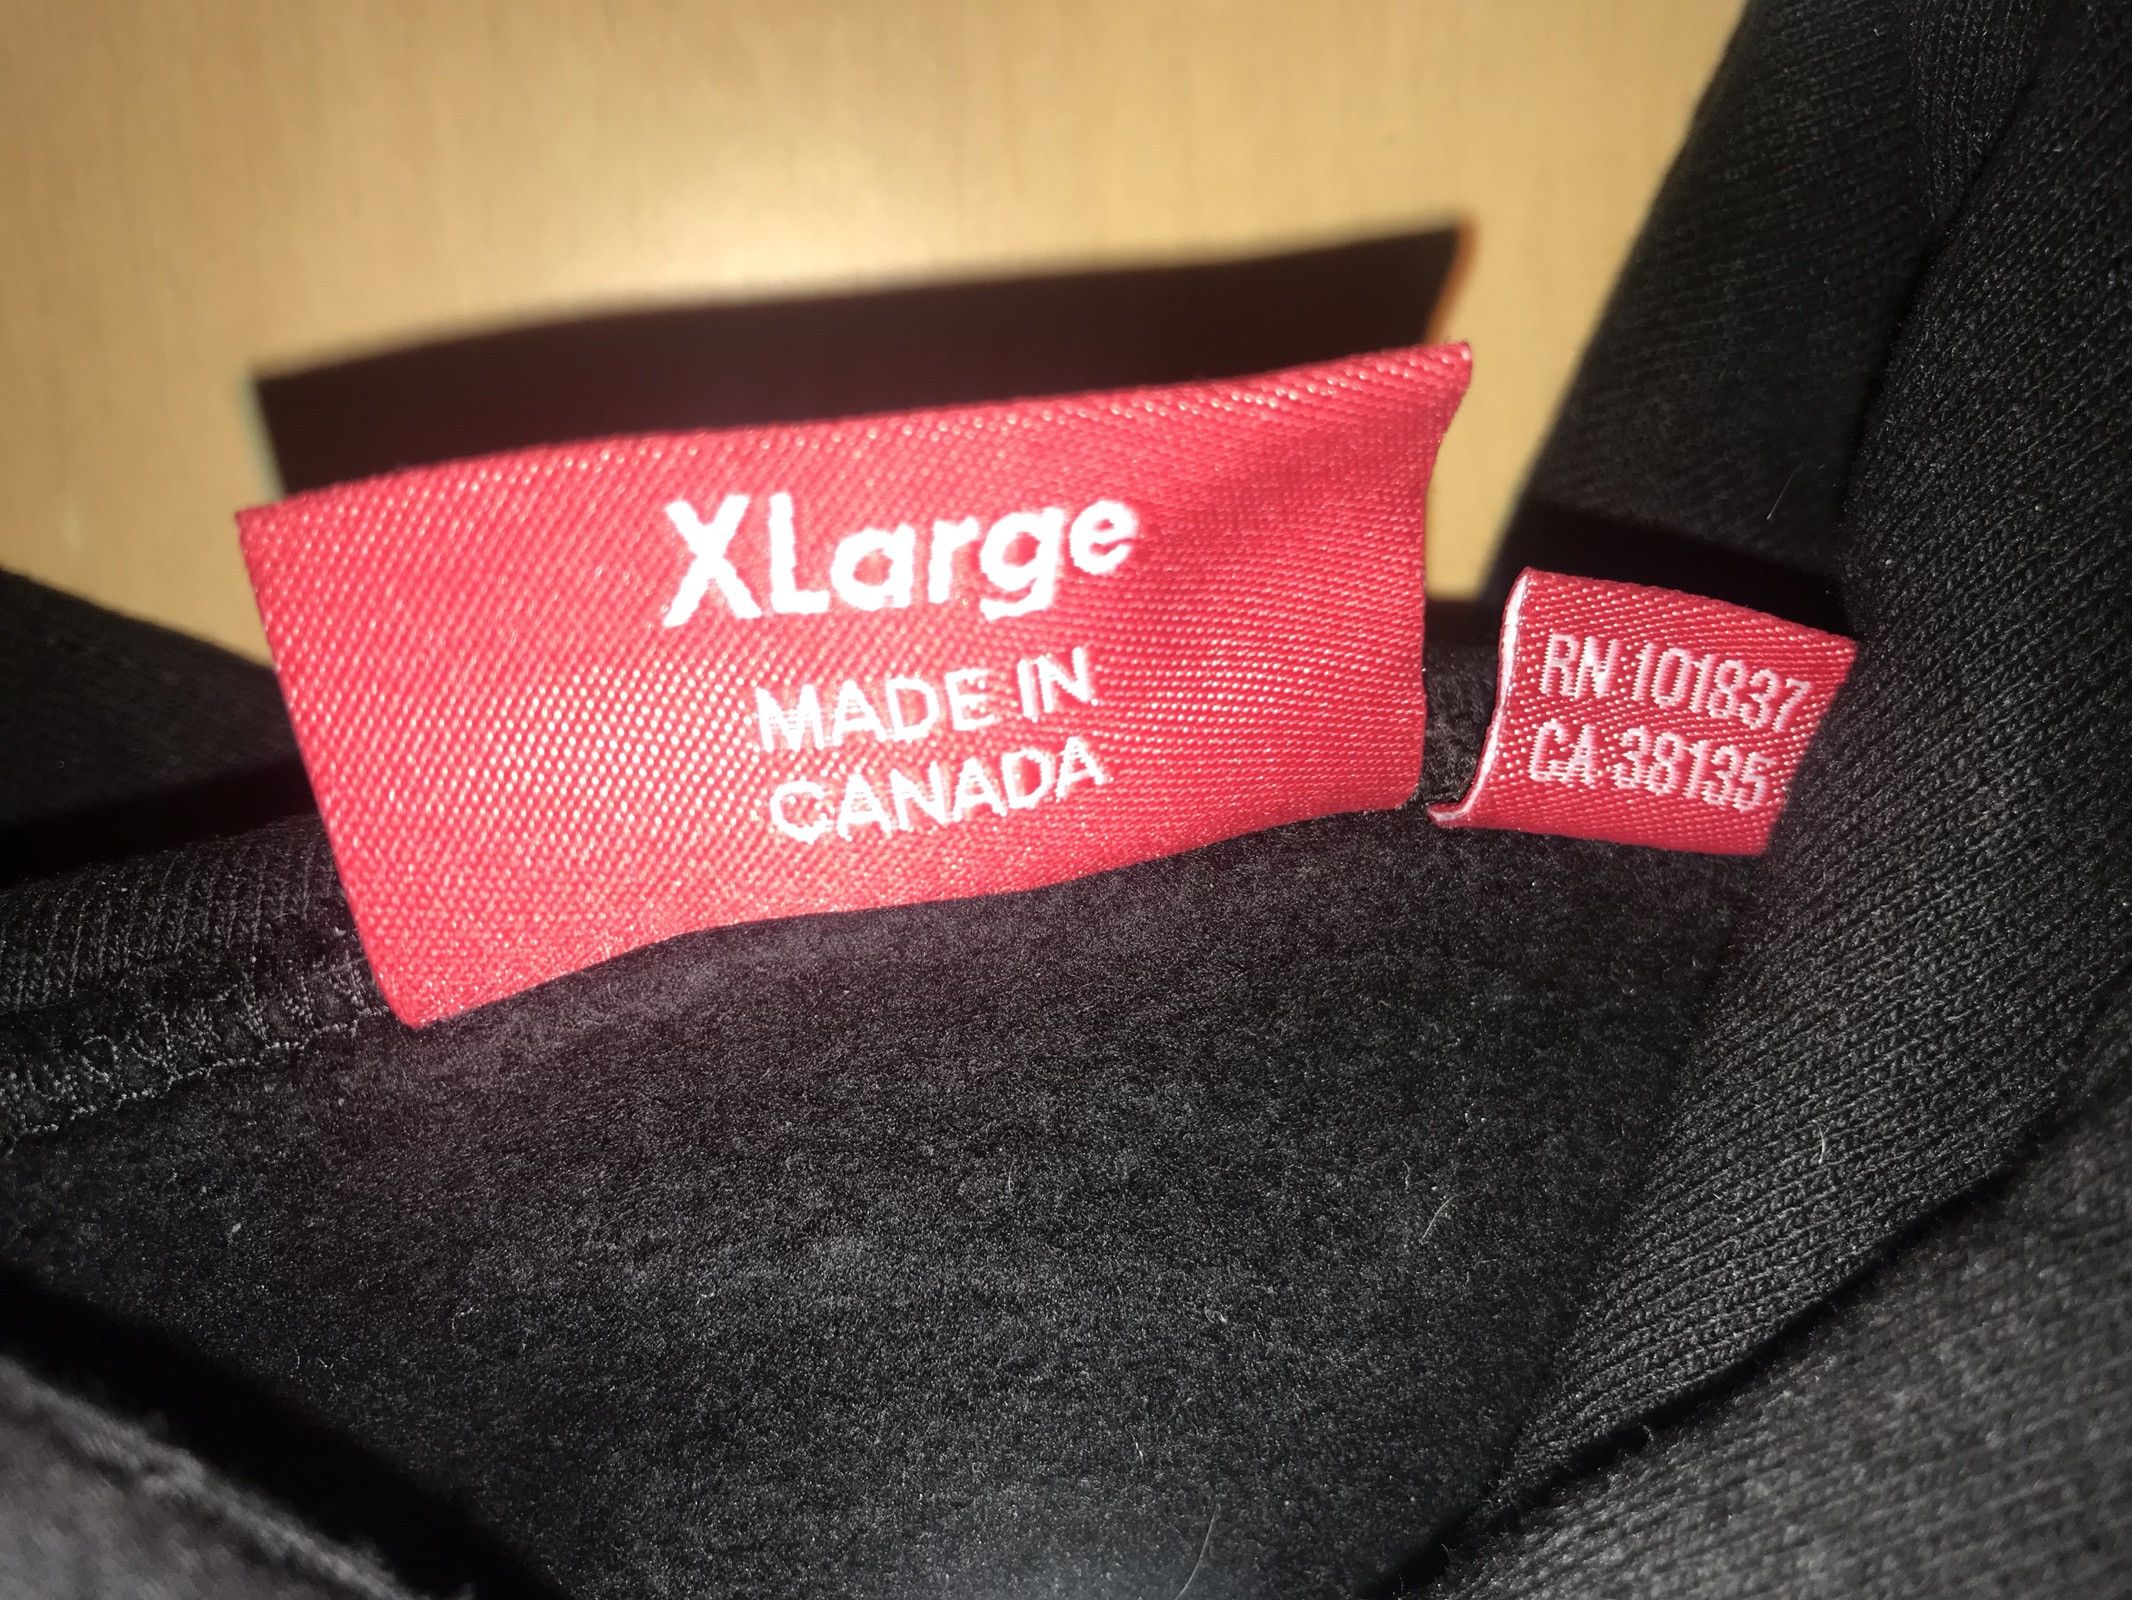 XLarge
MADE IN
CANADA
RN 101837
CA 38135